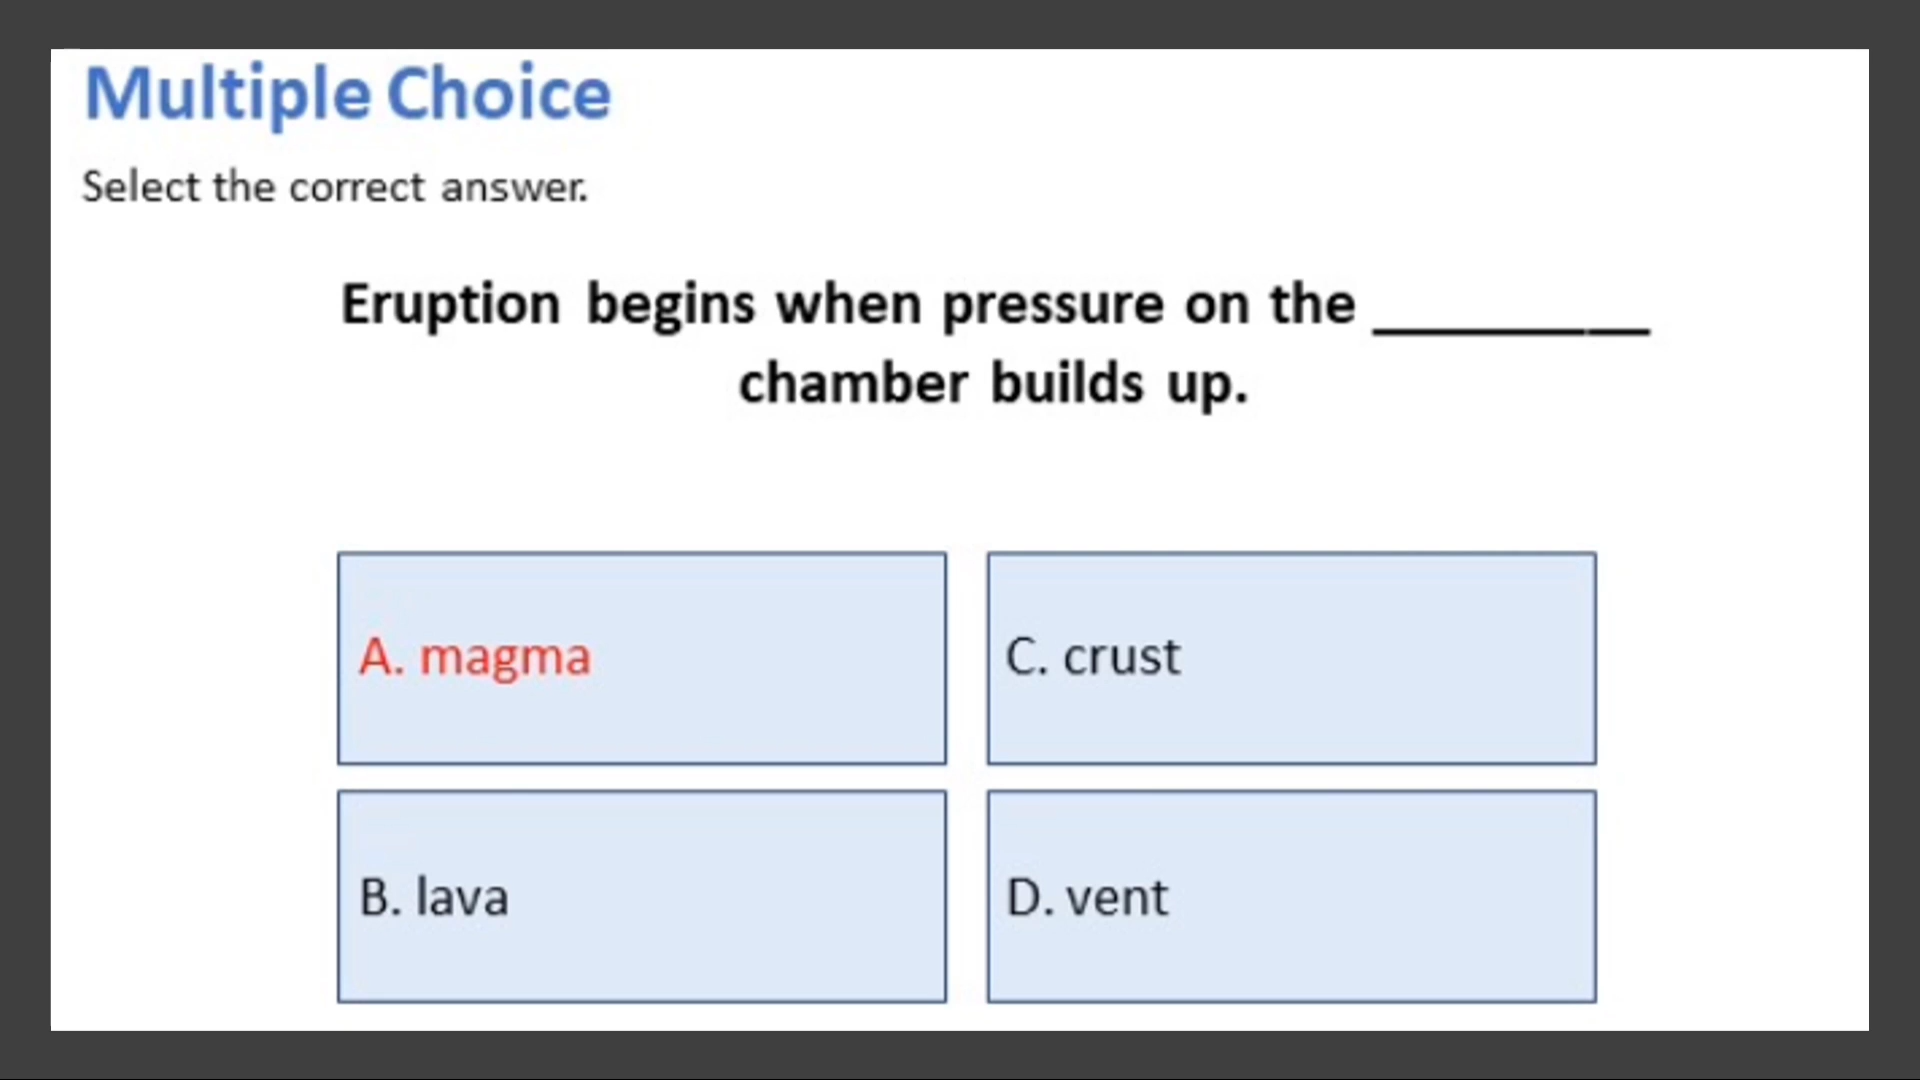 Multiple Choice
Select the correct answer.
Eruption begins when pressure on the __________
chamber builds up.
A. magma
C. crust
B. lava
D. vent